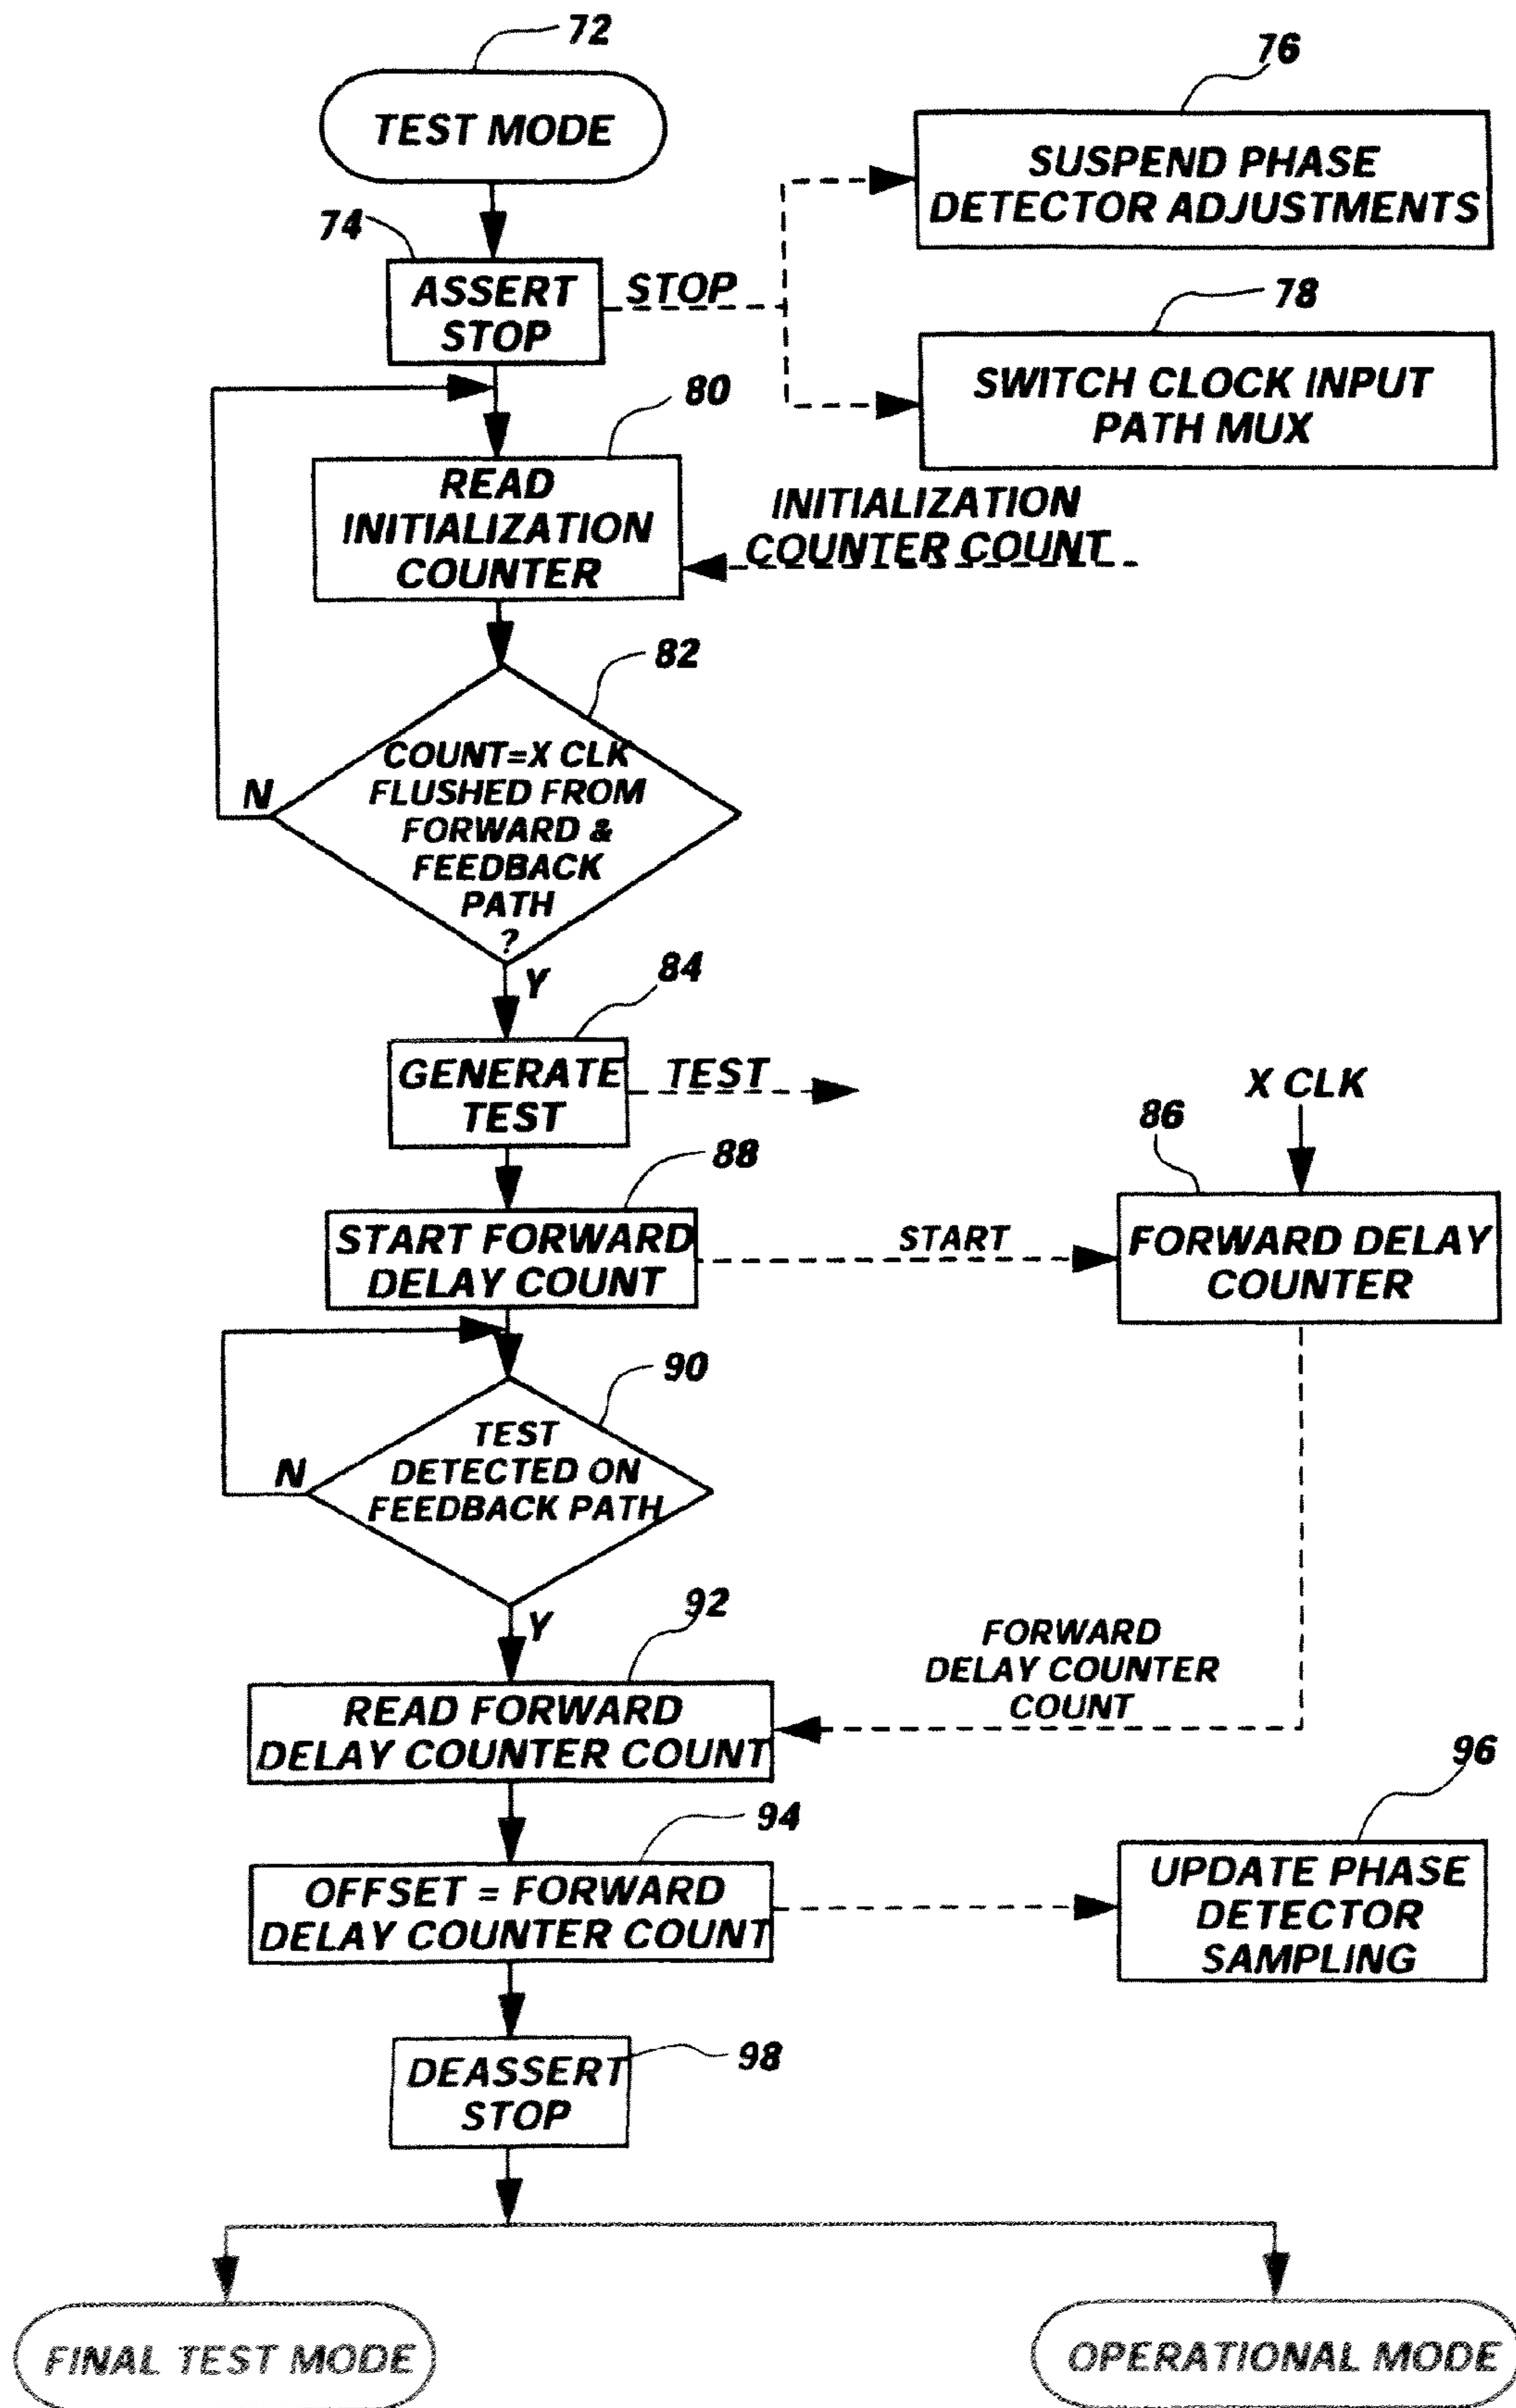 72
TEST MODE
76
SUSPEND PHASE
DETECTOR ADJUSTMENTS
74
ASSERT
STOP
STOP
78
SWITCH CLOCK INPUT
PATH MUX
80
READ
INITIALIZATION
COUNTER
INITIALIZATION
COUNTER COUNT
82
COUNT=X CLK
FLUSHED FROM
FORWARD &
FEEDBACK
PATH
?
N
Y
84
GENERATE
TEST
TEST
X CLK
86
FORWARD DELAY
COUNTER
88
START FORWARD
DELAY COUNT
START
90
TEST
DETECTED ON
FEEDBACK PATH
N
Y
92
READ FORWARD
DELAY COUNTER COUNT
FORWARD
DELAY COUNTER
COUNT
94
OFFSET = FORWARD
DELAY COUNTER COUNT
96
UPDATE PHASE
DETECTOR
SAMPLING
98
DEASSERT
STOP
FINAL TEST MODE
OPERATIONAL MODE